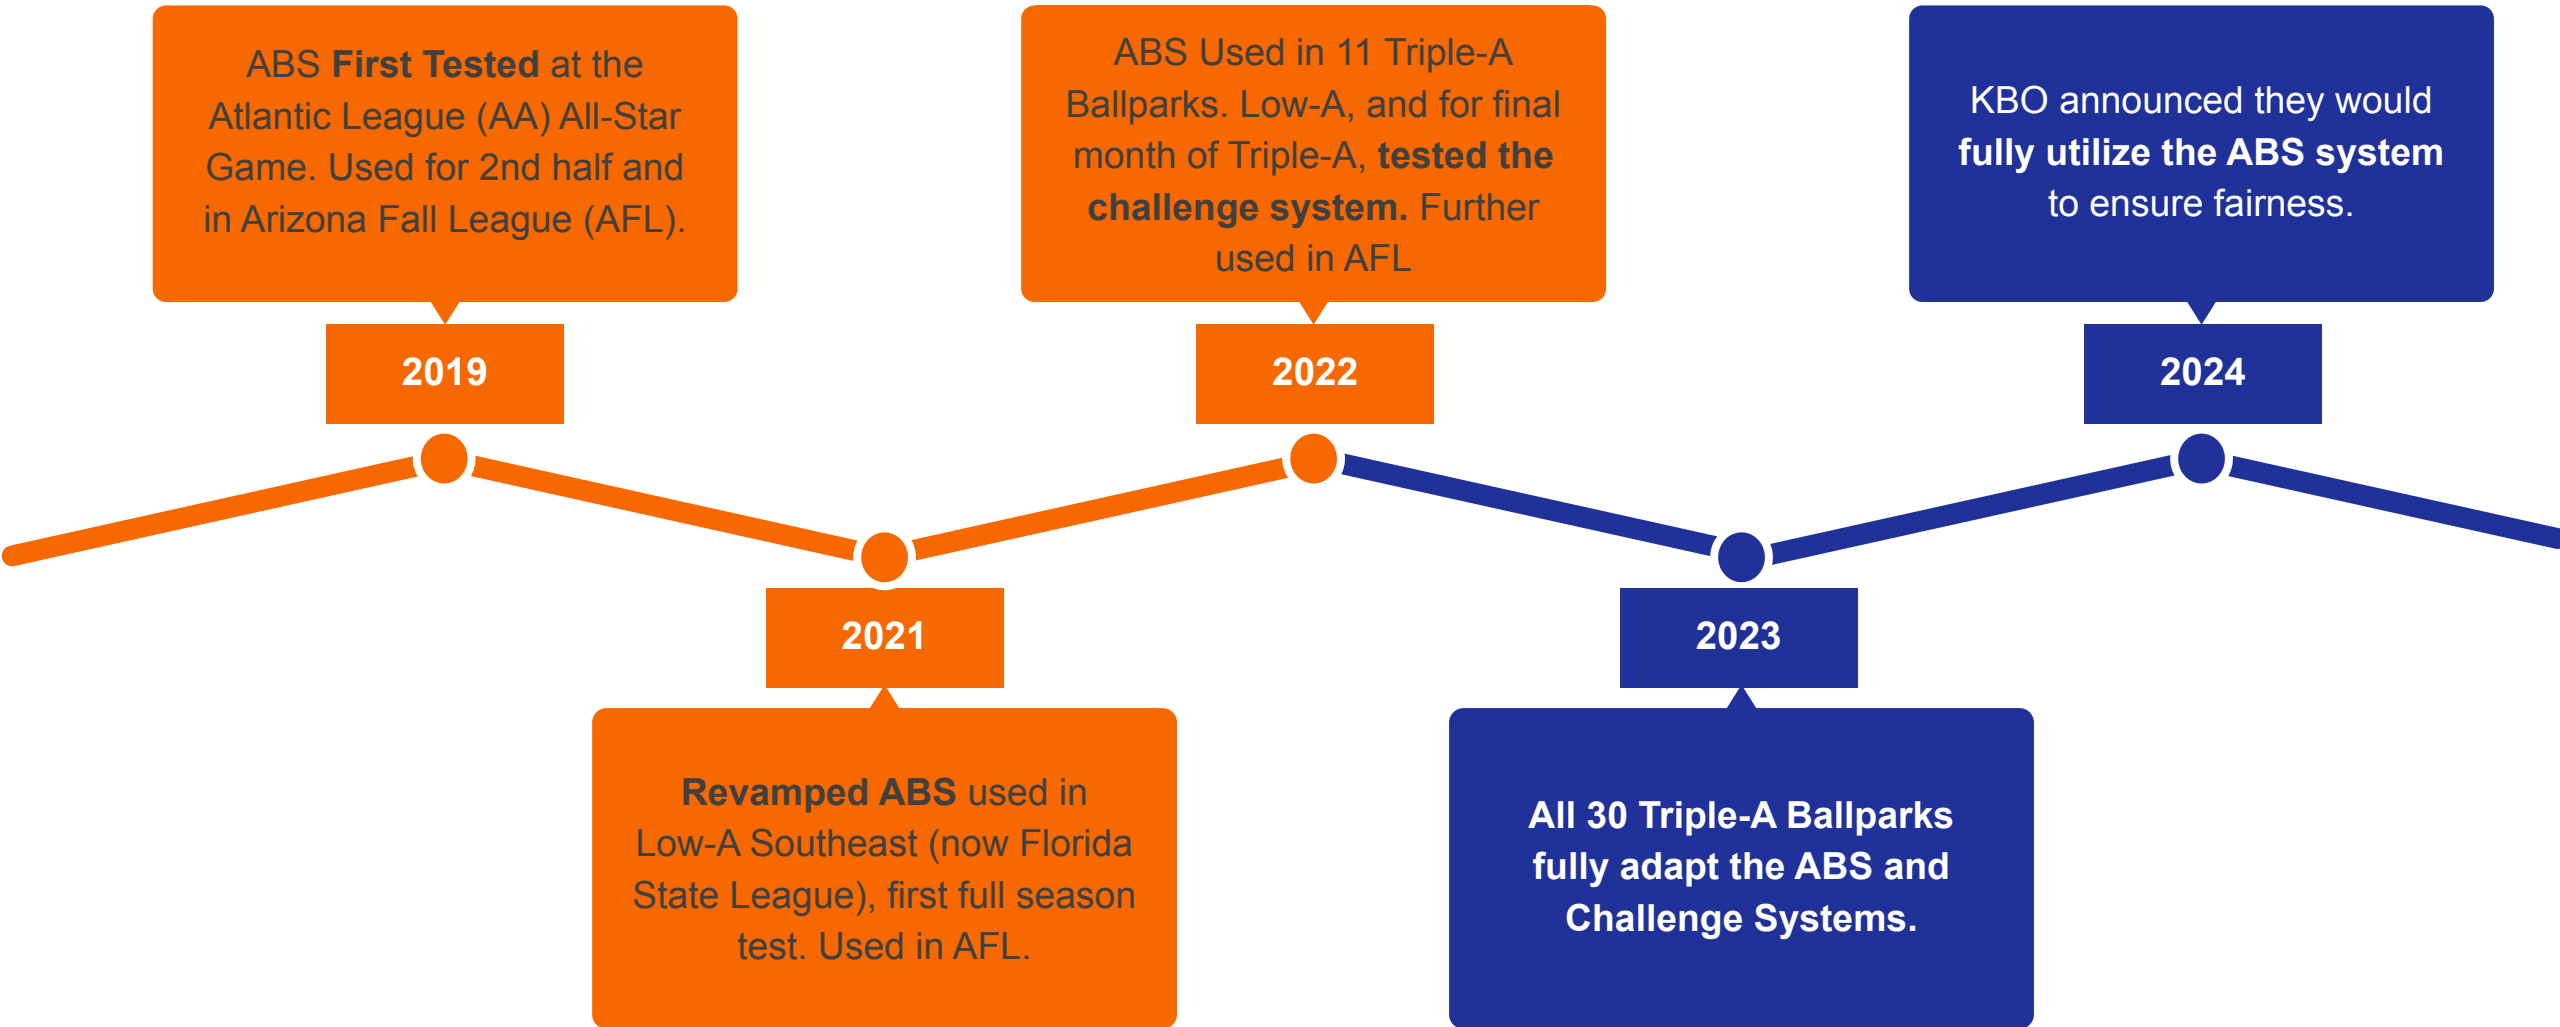 ABS First Tested at the
Atlantic League (AA) All-Star
Game. Used for 2nd half and
in Arizona Fall League (AFL).
2019
Revamped ABS used in
Low-A Southeast (now Florida
State League), first full season
test. Used in AFL.
2021
ABS Used in 11 Triple-A
Ballparks. Low-A, and for final
month of Triple-A, tested the
challenge system. Further
used in AFL
2022
All 30 Triple-A Ballparks
fully adapt the ABS and
Challenge Systems.
2023
KBO announced they would
fully utilize the ABS system
to ensure fairness.
2024